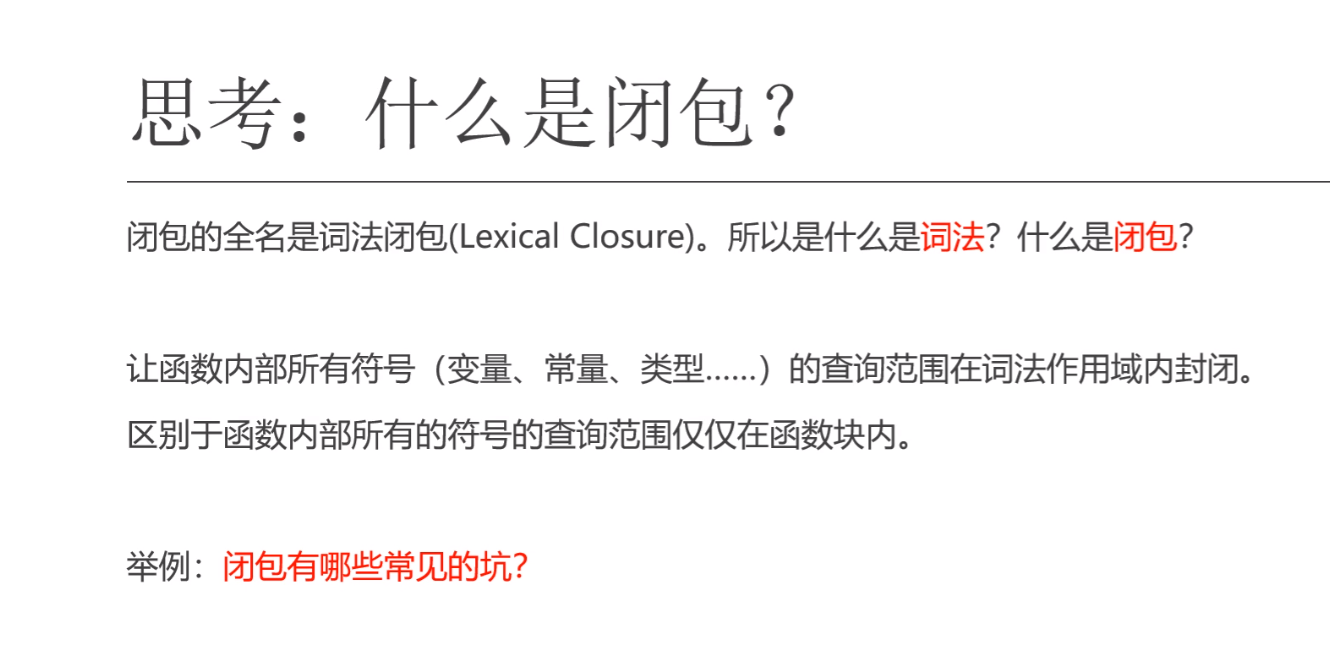 思考：什么是闭包？
闭包的全名是词法闭包(Lexical Closure)。所以是什么是词法？什么是闭包？
让函数内部所有符号（变量、常量、类型……）的查询范围在词法作用域内封闭。
区别于函数内部所有的符号的查询范围仅仅在函数块内。
举例：闭包有哪些常见的坑？